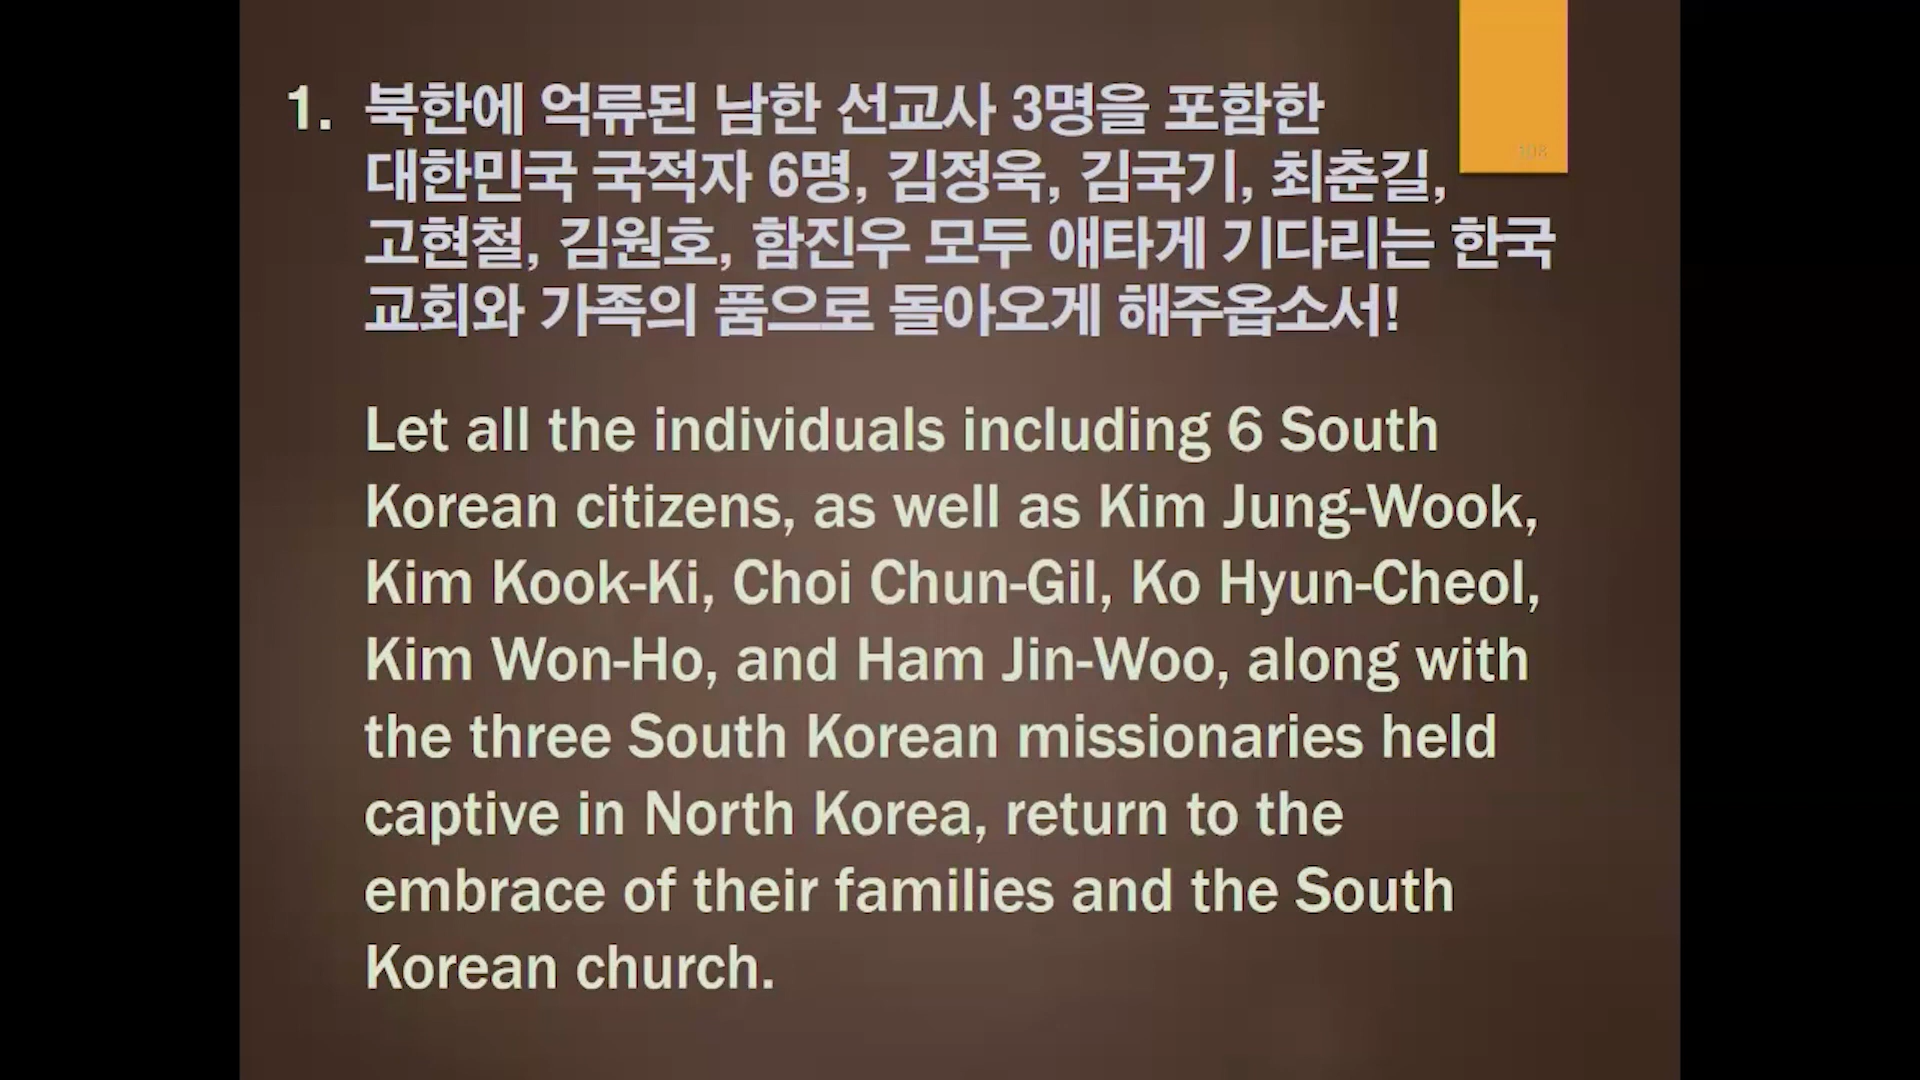 1. 북한에 억류된 남한 선교사 3명을 포함한
대한민국 국적자 6명, 김정욱, 김국기, 최춘길,
고현철, 김원호, 함진우 모두 애타게 기다리는 한국
교회와 가족의 품으로 돌아오게 해주옵소서!
Let all the individuals including 6 South
Korean citizens, as well as Kim Jung-Wook,
Kim Kook-Ki, Choi Chun-Gil, Ko Hyun-Cheol,
Kim Won-Ho, and Ham Jin-Woo, along with
the three South Korean missionaries held
captive in North Korea, return to the
embrace of their families and the South
Korean church.